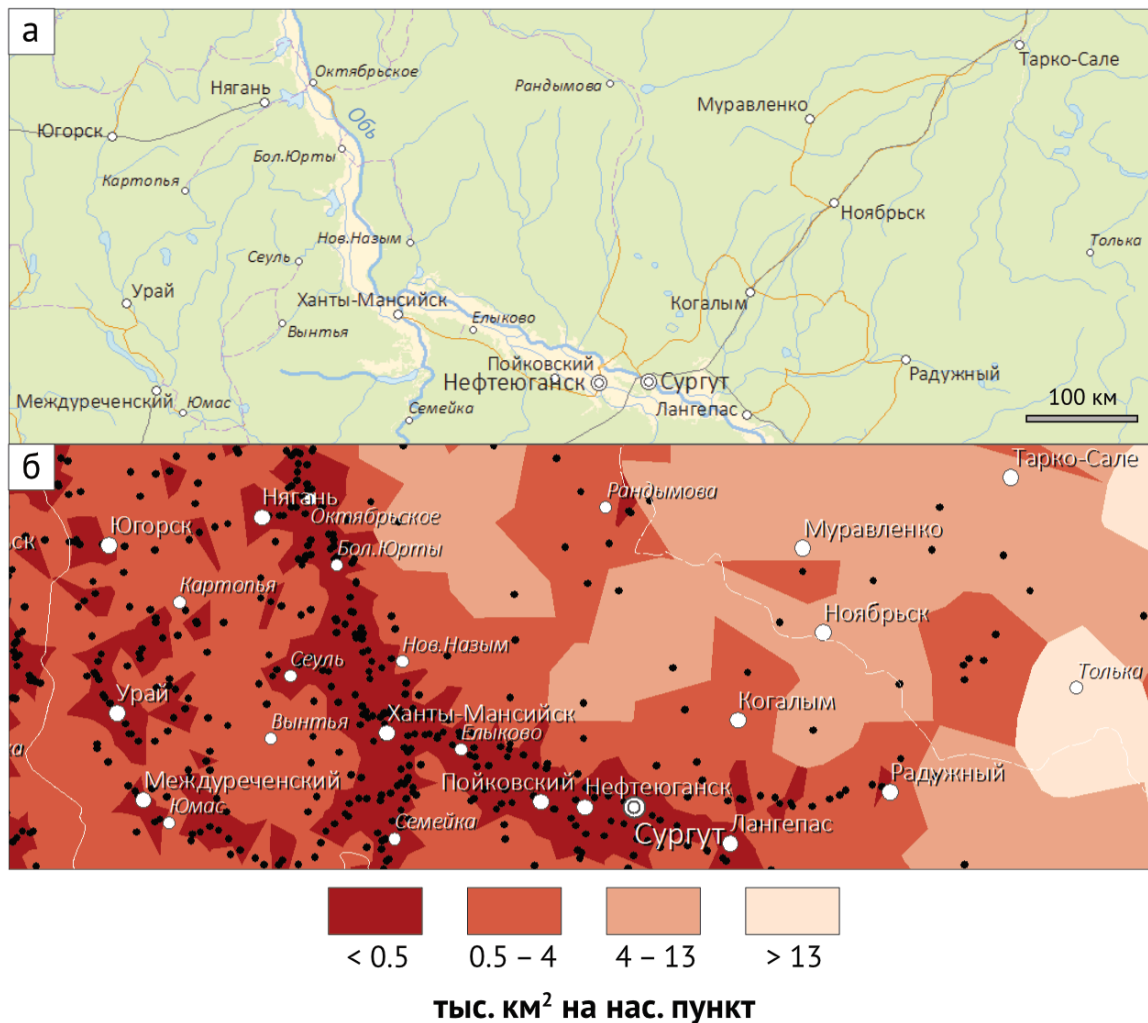 а
Тарко-Сале
Октябрьское
Нягань
Рандымова
Муравленко
Обь
Югорск
Бол.Юрты
Картопья
Ноябрьск
Нов.Назым
Толька
Сеуль
Урай
Ханты-Мансийск
Когалым
Елыково
Вынтья
Пойковский
Радужный
Нефтеюганск
Сургут
Междуреченский
Юмас
Семейка
Лангепас
100 км
б
Тарко-Сале
Рандымова
Нягань
Октябрьское
Югорск
ск
Муравленко
Бол.Юрты
Картопья
Ноябрьск
Нов.Назым
Сеуль
Толька
Урай
Когалым
Ханты-Мансийск
Вынтья
Елыково
ка
Радужный
Междуреченский
Пойковский
Нефтеюганск
Юмас
Семейка
Сургут
Лангепас
< 0.5
0.5 – 4
4 – 13
> 13
тыс. км² на нас. пункт